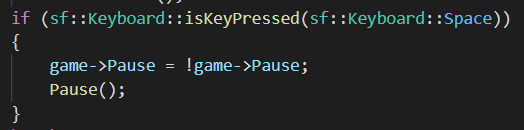 if (sf::Keyboard::isKeyPressed(sf::Keyboard::Space))
{
game->Pause = !game->Pause;
Pause();
}